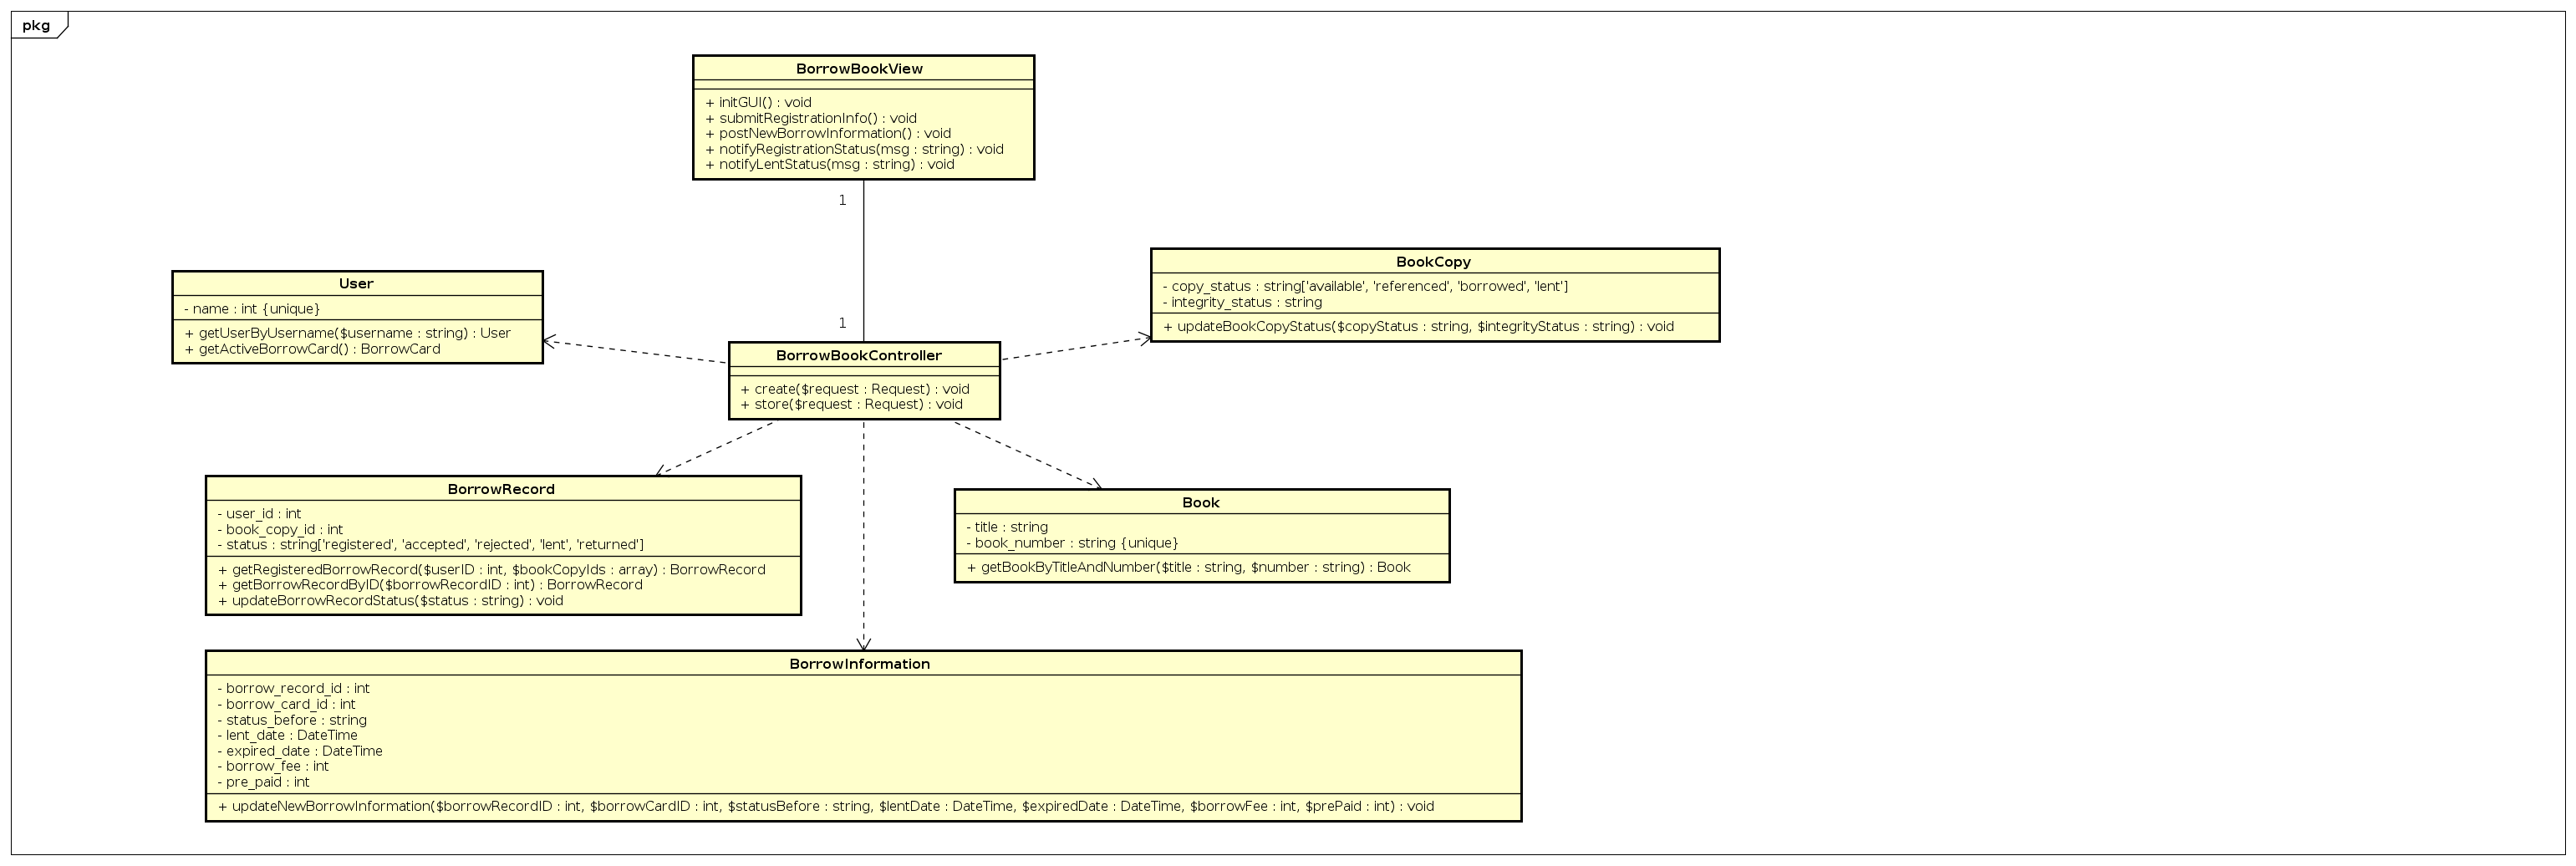 pkg
BorrowBookView
+ initGUI() : void
+ submitRegistrationInfo() : void
+ postNewBorrowInformation() : void
+ notifyRegistrationStatus(msg : string) : void
+ notifyLentStatus(msg : string) : void
1
1
User
- name : int {unique}
+ getUserByUsername($username : string) : User
+ getActiveBorrowCard() : BorrowCard
BookCopy
- copy_status : string['available', 'referenced', 'borrowed', 'lent']
- integrity_status : string
+ updateBookCopyStatus($copyStatus : string, $integrityStatus : string) : void
BorrowBookController
+ create($request : Request) : void
+ store($request : Request) : void
BorrowRecord
- user_id : int
- book_copy_id : int
- status : string['registered', 'accepted', 'rejected', 'lent', 'returned']
+ getRegisteredBorrowRecord($userID : int, $bookCopyIds : array) : BorrowRecord
+ getBorrowRecordByID($borrowRecordID : int) : BorrowRecord
+ updateBorrowRecordStatus($status : string) : void
Book
- title : string
- book_number : string {unique}
+ getBookByTitleAndNumber($title : string, $number : string) : Book
BorrowInformation
- borrow_record_id : int
- borrow_card_id : int
- status_before : string
- lent_date : DateTime
- expired_date : DateTime
- borrow_fee : int
- pre_paid : int
+ updateNewBorrowInformation($borrowRecordID : int, $borrowCardID : int, $statusBefore : string, $lentDate : DateTime, $expiredDate : DateTime, $borrowFee : int, $prePaid : int) : void